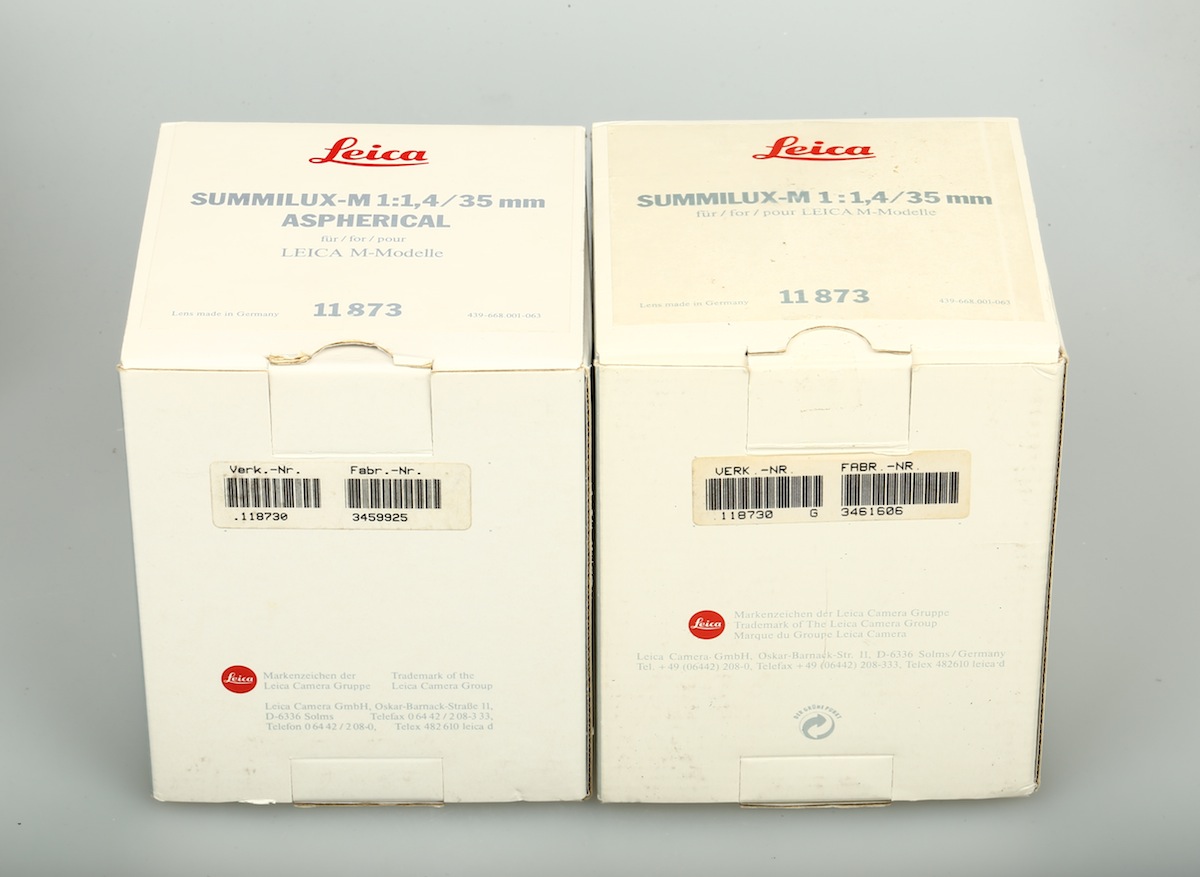 Leica
SUMMILUX-M 1:1,4/35 mm
ASPHERICAL
für / for / pour
LEICA M-Modelle
Lens made in Germany 11 873 439-668.001-063
Verk.-Nr. Fabr.-Nr.
.118730 3459925
Leica
Markenzeichen der Trademark of the
Leica Camera Gruppe Leica Camera Group
Leica Camera GmbH, Oskar-Barnack-Straße 11,
D-6336 Solms Telefax 0 64 42 / 2 08-3 33,
Telefon 0 64 42 / 2 08-0, Telex 482 610 leica d
Leica
SUMMILUX-M 1:1,4/35 mm
für / for / pour LEICA M-Modelle
Lens made in Germany 11 873 439-668.001-063
VERK.-NR. FABR.-NR.
.118730 G 3461606
Leica
Markenzeichen der Leica Camera Gruppe
Trademark of The Leica Camera Group
Marque du Groupe Leica Camera
Leica Camera GmbH, Oskar-Barnack-Str. 11, D-6336 Solms/Germany
Tel. +49 (06442) 208-0, Telefax +49 (06442) 208-333, Telex 482610 leica d
DER GRÜNE PUNKT